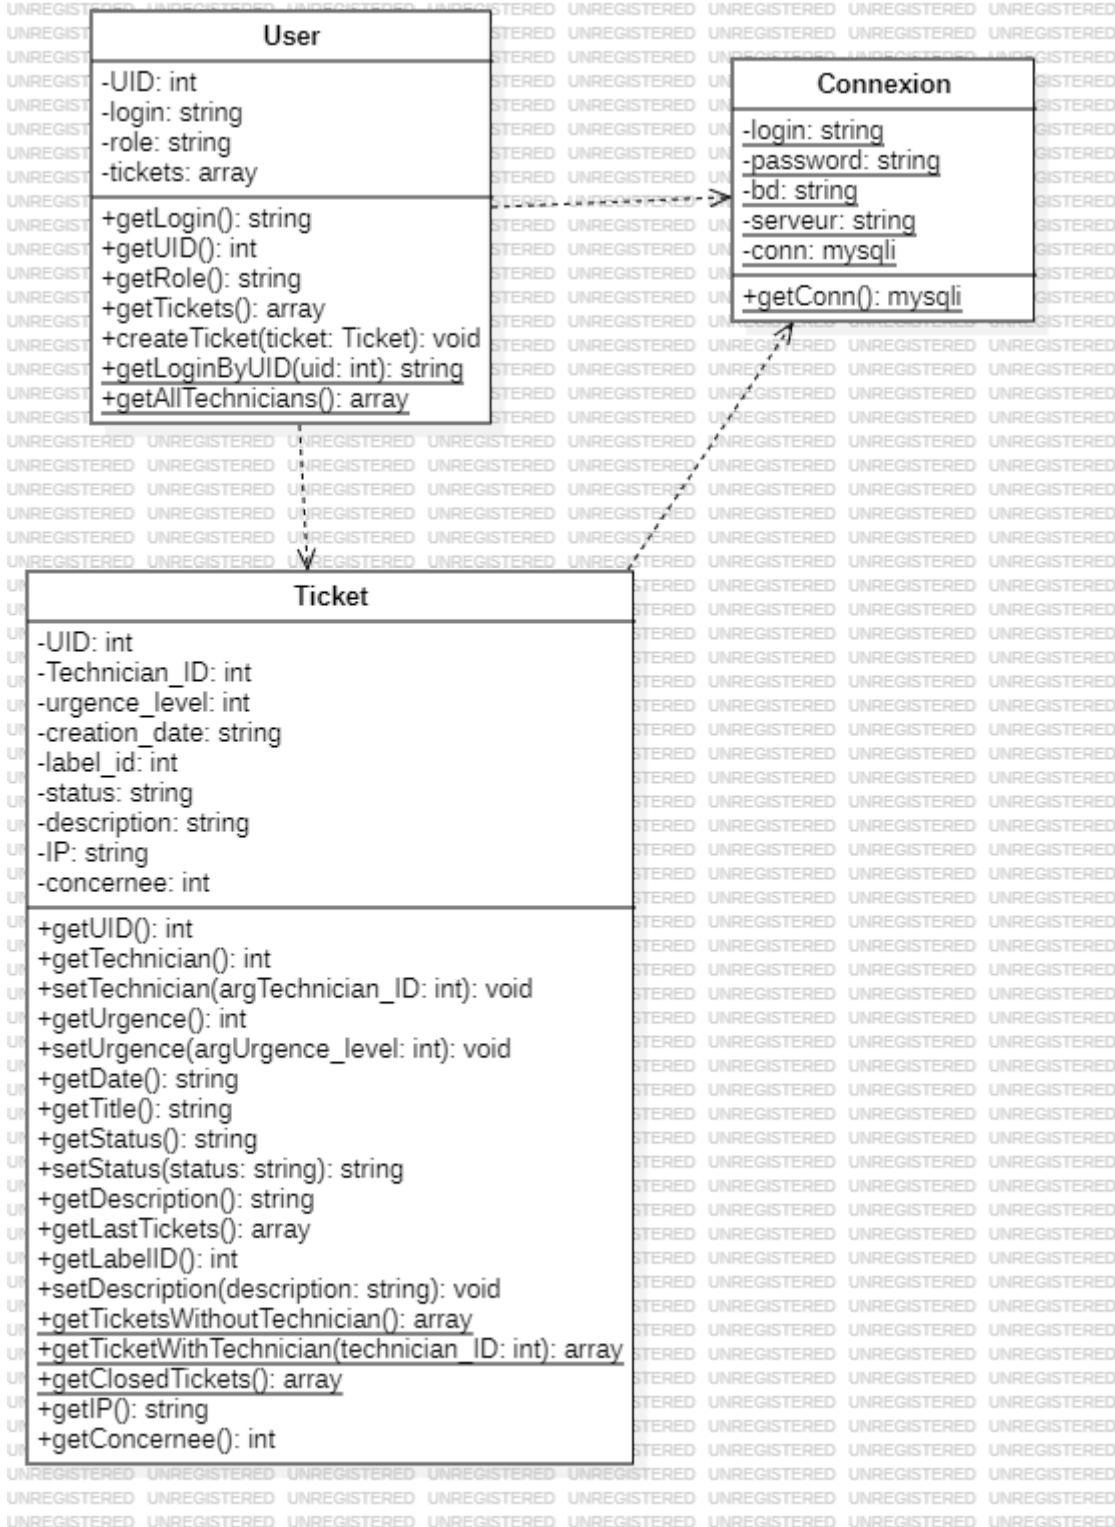 User
-UID: int
-login: string
-role: string
-tickets: array
+getLogin(): string
+getUID(): int
+getRole(): string
+getTickets(): array
+createTicket(ticket: Ticket): void
+getLoginByUID(uid: int): string
+getAllTechnicians(): array
Connexion
-login: string
-password: string
-bd: string
-serveur: string
-conn: mysqli
+getConn(): mysqli
Ticket
-UID: int
-Technician_ID: int
-urgence_level: int
-creation_date: string
-label_id: int
-status: string
-description: string
-IP: string
-concernee: int
+getUID(): int
+getTechnician(): int
+setTechnician(argTechnician_ID: int): void
+getUrgence(): int
+setUrgence(argUrgence_level: int): void
+getDate(): string
+getTitle(): string
+getStatus(): string
+setStatus(status: string): string
+getDescription(): string
+getLastTickets(): array
+getLabelID(): int
+setDescription(description: string): void
+getTicketsWithoutTechnician(): array
+getTicketWithTechnician(technician_ID: int): array
+getClosedTickets(): array
+getIP(): string
+getConcernee(): int
UNREGISTERED